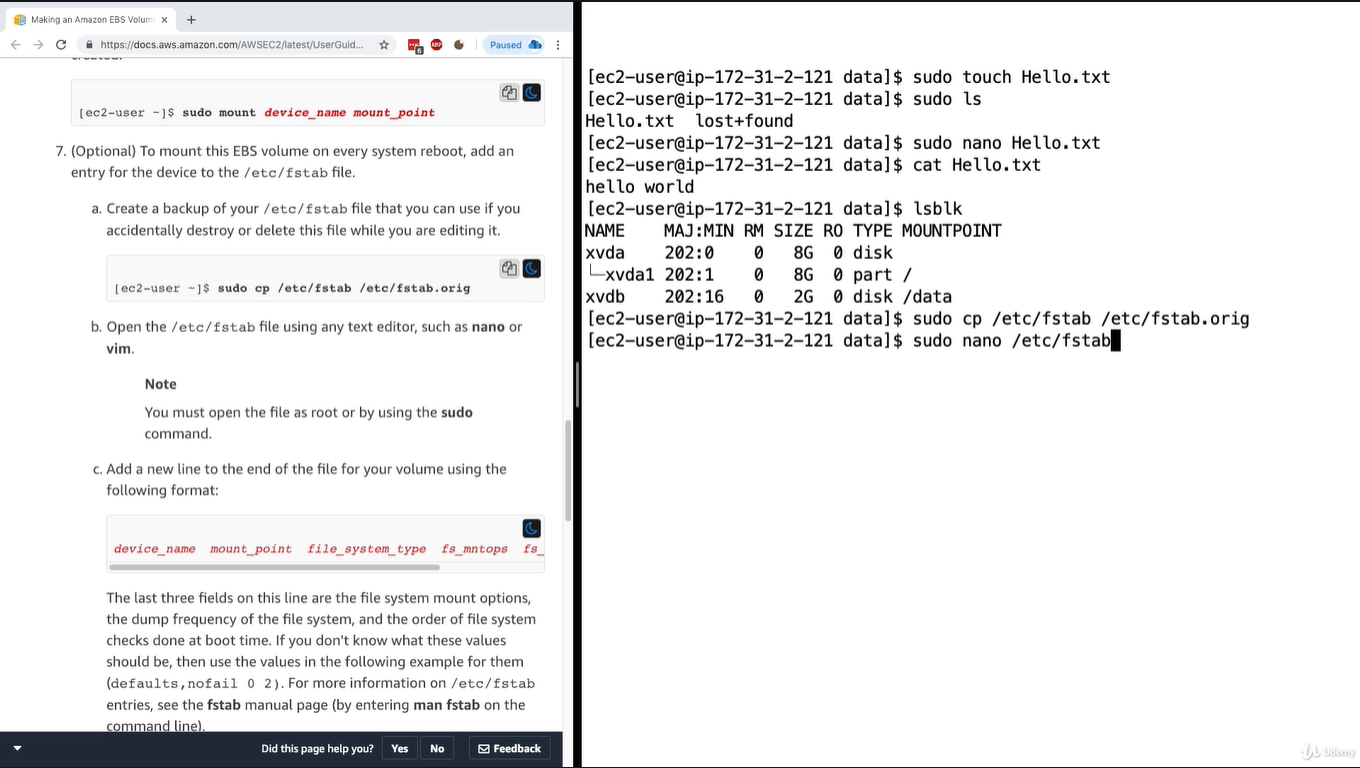 Making an Amazon EBS Volum
https://docs.aws.amazon.com/AWSEC2/latest/UserGuid...
6
ABP
Paused
created.
[ec2-user ~]$ sudo mount device_name mount_point
7. (Optional) To mount this EBS volume on every system reboot, add an
entry for the device to the /etc/fstab file.
a. Create a backup of your /etc/fstab file that you can use if you
accidentally destroy or delete this file while you are editing it.
[ec2-user ~]$ sudo cp /etc/fstab /etc/fstab.orig
b. Open the /etc/fstab file using any text editor, such as nano or
vim.
Note
You must open the file as root or by using the sudo
command.
c. Add a new line to the end of the file for your volume using the
following format:
device_name mount_point file_system_type fs_mntops fs_
The last three fields on this line are the file system mount options,
the dump frequency of the file system, and the order of file system
checks done at boot time. If you don't know what these values
should be, then use the values in the following example for them
(defaults,nofail 0 2). For more information on /etc/fstab
entries, see the fstab manual page (by entering man fstab on the
command line).
Did this page help you?
Yes
No
Feedback
[ec2-user@ip-172-31-2-121 data]$ sudo touch Hello.txt
[ec2-user@ip-172-31-2-121 data]$ sudo ls
Hello.txt lost+found
[ec2-user@ip-172-31-2-121 data]$ sudo nano Hello.txt
[ec2-user@ip-172-31-2-121 data]$ cat Hello.txt
hello world
[ec2-user@ip-172-31-2-121 data]$ lsblk
NAME MAJ:MIN RM SIZE RO TYPE MOUNTPOINT
xvda 202:0 0 8G 0 disk
└─xvda1 202:1 0 8G 0 part /
xvdb 202:16 0 2G 0 disk /data
[ec2-user@ip-172-31-2-121 data]$ sudo cp /etc/fstab /etc/fstab.orig
[ec2-user@ip-172-31-2-121 data]$ sudo nano /etc/fstab
Udemy